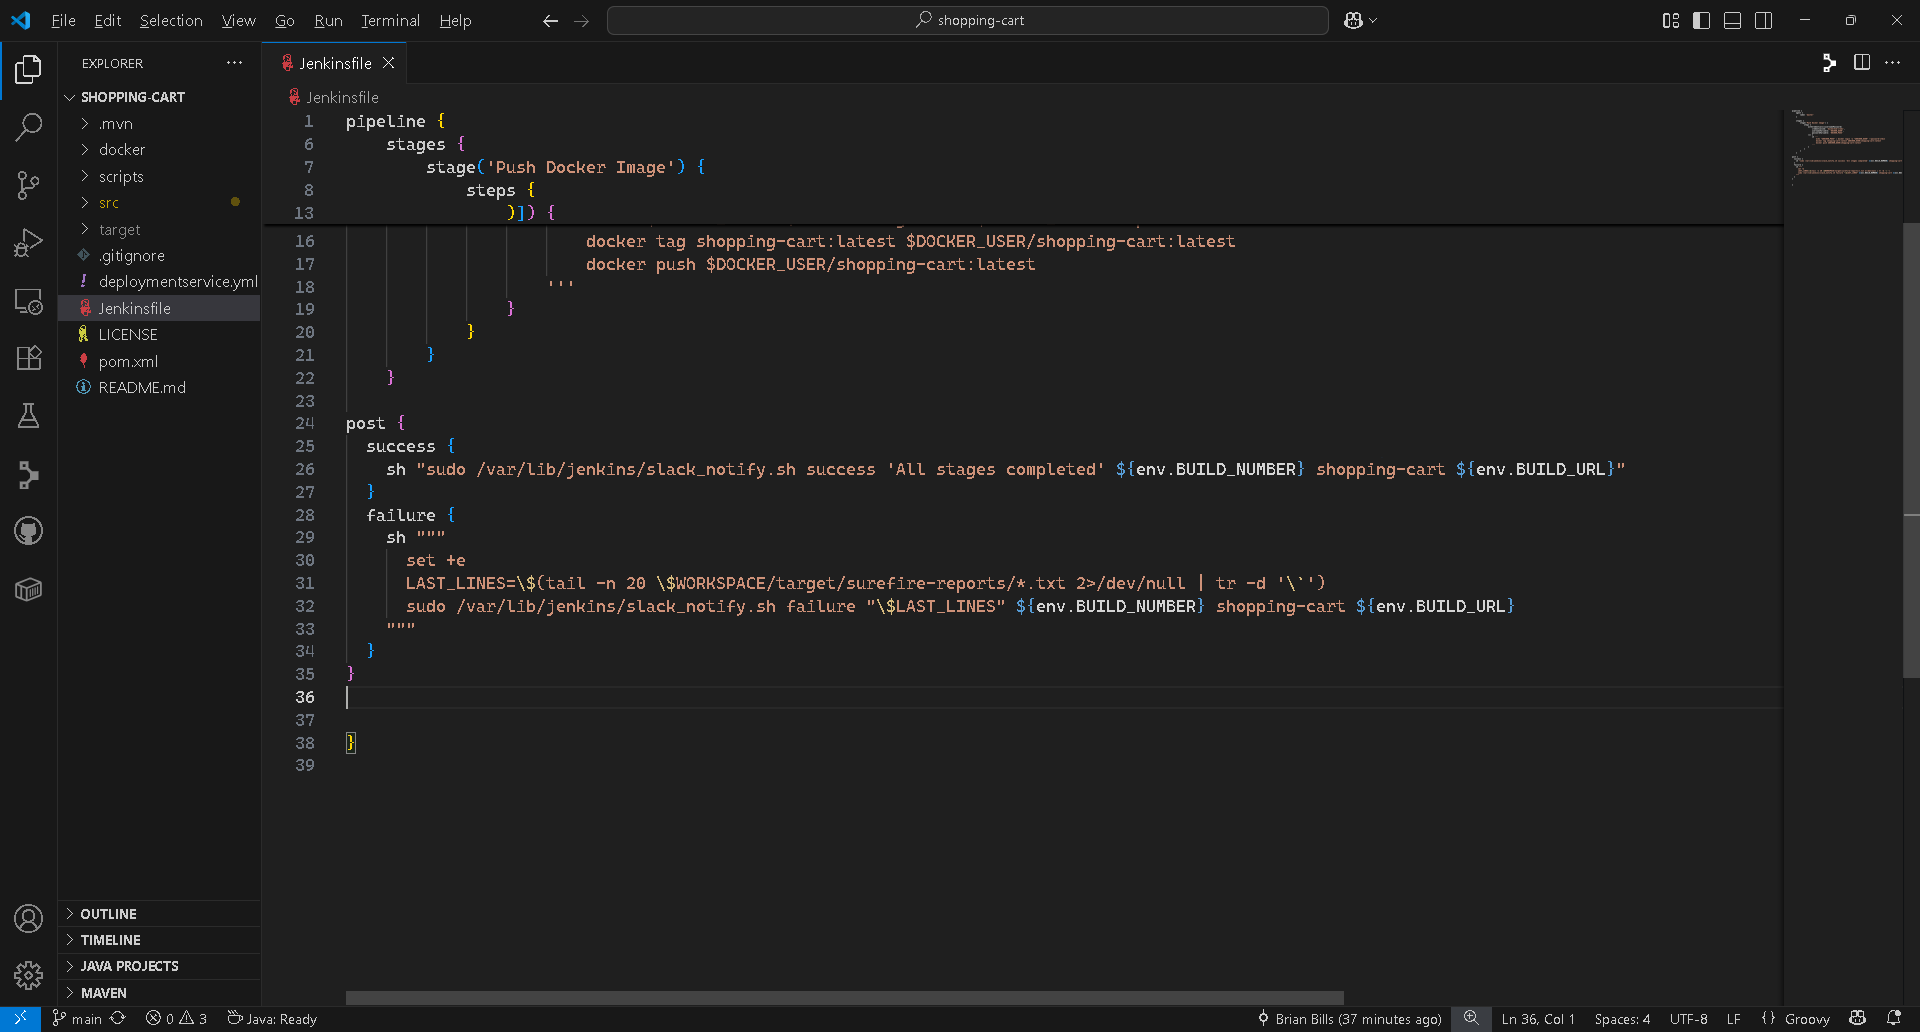 File Edit Selection View Go Run Terminal Help
shopping-cart
EXPLORER
SHOPPING-CART
.mvn
docker
scripts
src
target
.gitignore
deploymentservice.yml
Jenkinsfile
LICENSE
pom.xml
README.md
OUTLINE
TIMELINE
JAVA PROJECTS
MAVEN
Jenkinsfile
Jenkinsfile
1 pipeline {
6 stages {
7 stage('Push Docker Image') {
8 steps {
13 )]) {
16 docker tag shopping-cart:latest $DOCKER_USER/shopping-cart:latest
17 docker push $DOCKER_USER/shopping-cart:latest
18 '''
19 }
20 }
21 }
22 }
23
24 post {
25 success {
26 sh "sudo /var/lib/jenkins/slack_notify.sh success 'All stages completed' ${env.BUILD_NUMBER} shopping-cart ${env.BUILD_URL}"
27 }
28 failure {
29 sh """
30 set +e
31 LAST_LINES=\$(tail -n 20 \$WORKSPACE/target/surefire-reports/*.txt 2>/dev/null | tr -d '\`')
32 sudo /var/lib/jenkins/slack_notify.sh failure "\$LAST_LINES" ${env.BUILD_NUMBER} shopping-cart ${env.BUILD_URL}
33 """
34 }
35 }
36
37
38 }
39
main 0 3 Java: Ready
Brian Bills (37 minutes ago) Ln 36, Col 1 Spaces: 4 UTF-8 LF {} Groovy